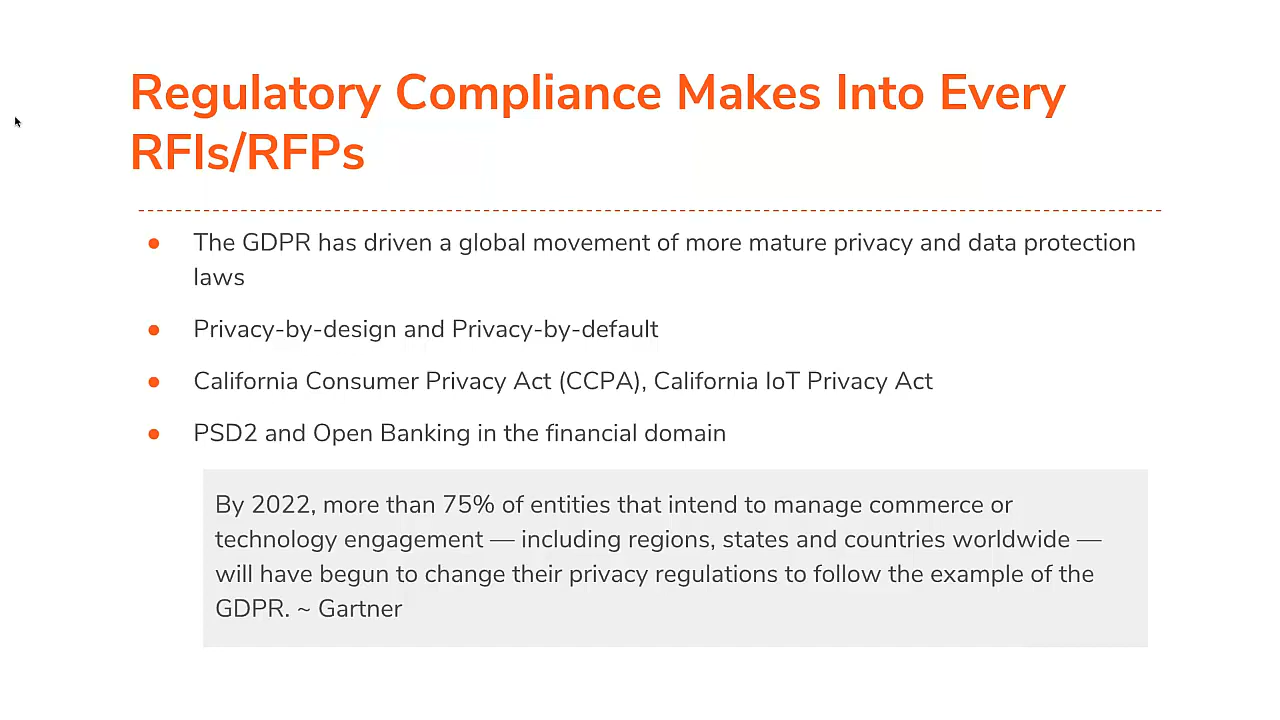 Regulatory Compliance Makes Into Every
RFIs/RFPs
● The GDPR has driven a global movement of more mature privacy and data protection
laws
● Privacy-by-design and Privacy-by-default
● California Consumer Privacy Act (CCPA), California IoT Privacy Act
● PSD2 and Open Banking in the financial domain
By 2022, more than 75% of entities that intend to manage commerce or
technology engagement — including regions, states and countries worldwide —
will have begun to change their privacy regulations to follow the example of the
GDPR. ~ Gartner